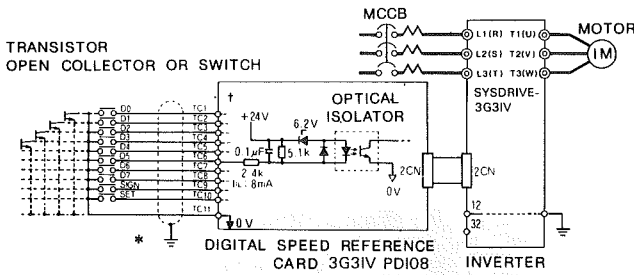 MCCB
MOTOR
TRANSISTOR
OPEN COLLECTOR OR SWITCH
L1(R) T1(U)
L2(S) T2(V)
L3(T) T3(W)
IM
SYSDRIVE-
3G3IV
†
OPTICAL
ISOLATOR
+24V
6.2V
0.1μF
5.1k
2.4k
8mA
0V
D0 TC1
D1 TC2
D2 TC3
D3 TC4
D4 TC5
D5 TC6
D6 TC7
D7 TC8
SIGN TC9
SET TC10
TC11
0V
*
2CN
2CN
12
32
DIGITAL SPEED REFERENCE
CARD 3G3IV PDI08
INVERTER